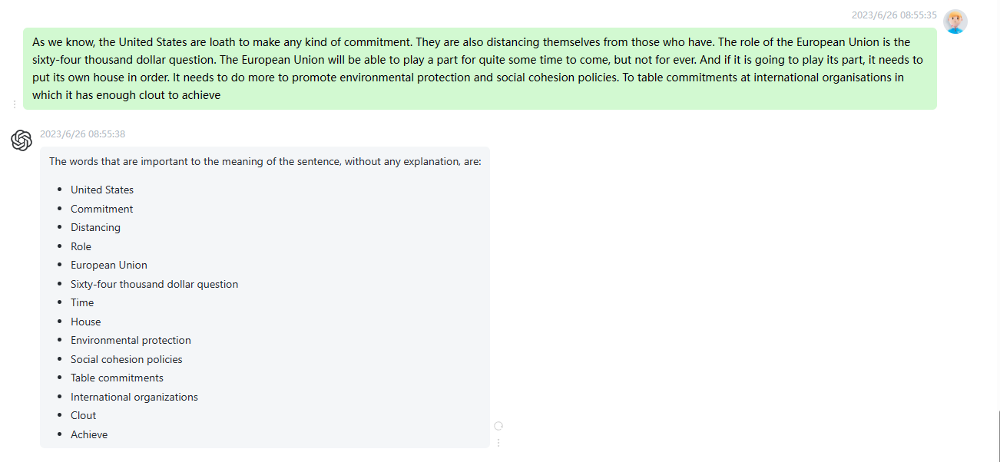 2023/6/26 08:55:35
As we know, the United States are loath to make any kind of commitment. They are also distancing themselves from those who have. The role of the European Union is the
sixty-four thousand dollar question. The European Union will be able to play a part for quite some time to come, but not for ever. And if it is going to play its part, it needs to
put its own house in order. It needs to do more to promote environmental protection and social cohesion policies. To table commitments at international organisations in
which it has enough clout to achieve
2023/6/26 08:55:38
The words that are important to the meaning of the sentence, without any explanation, are:
• United States
• Commitment
• Distancing
• Role
• European Union
• Sixty-four thousand dollar question
• Time
• House
• Environmental protection
• Social cohesion policies
• Table commitments
• International organizations
• Clout
• Achieve